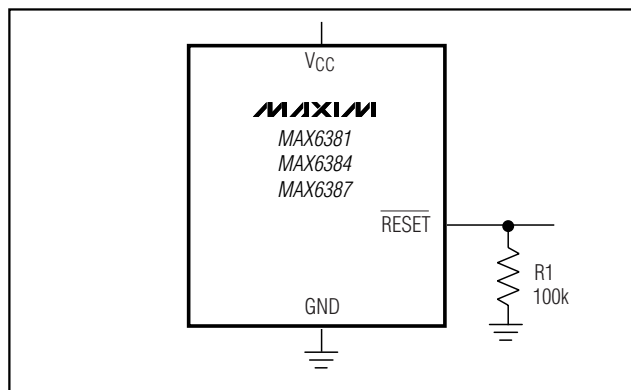 VCC
MAXIM
MAX6381
MAX6384
MAX6387
RESET
GND
R1
100k